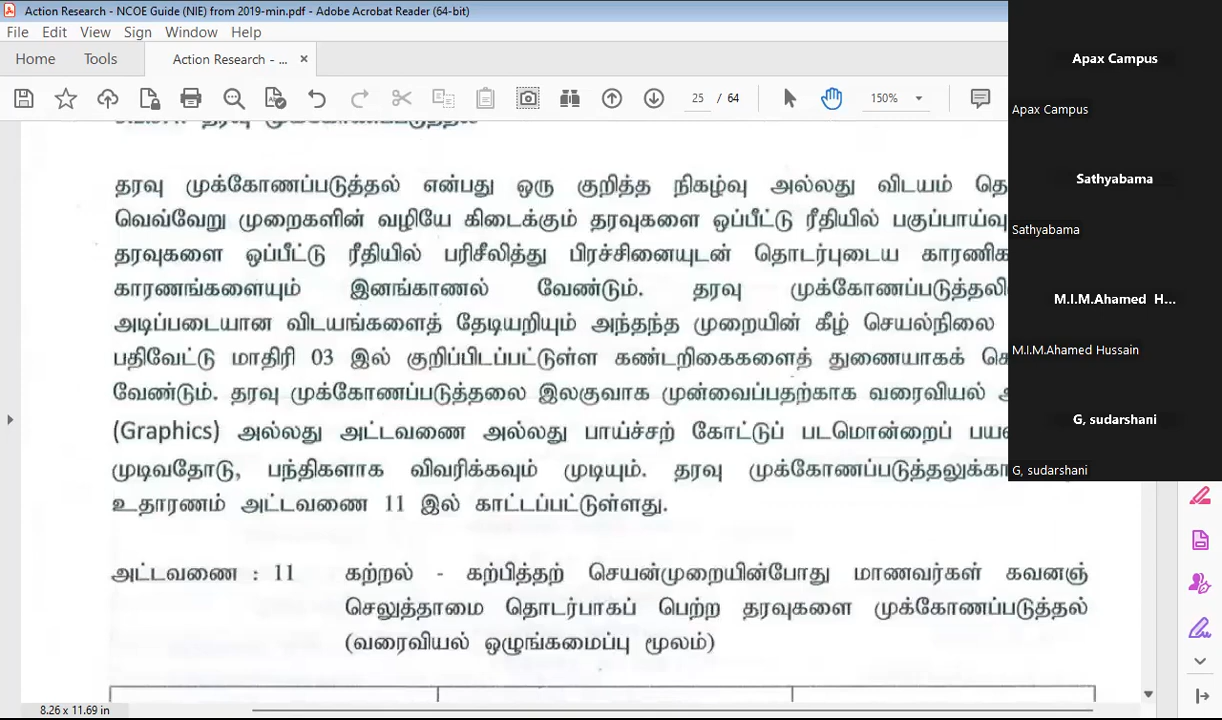 Action Research - NCOE Guide (NIE) from 2019-min.pdf - Adobe Acrobat Reader (64-bit)
File Edit View Sign Window Help
Home Tools Action Research - ... ×
25 / 64 150%
தரவு முக்கோணப்படுத்தல்
தரவு முக்கோணப்படுத்தல் என்பது ஒரு குறித்த நிகழ்வு அல்லது விடயம்
வெவ்வேறு முறைகளின் வழியே கிடைக்கும் தரவுகளை ஒப்பீட்டு ரீதியில்
தரவுகளை ஒப்பீட்டு ரீதியில் பரிசீலித்து பிரச்சினையுடன் தொடர்புடைய
காரணங்களையும் இனங்காணல் வேண்டும். தரவு
அடிப்படையான விடயங்களைத் தேடியறியும் அந்தந்த முறையின் கீழ் செயல்நிலை
பதிவேட்டு மாதிரி 03 இல் குறிப்பிடப்பட்டுள்ள கண்டறிகைகளைத் துணையாகக்
வேண்டும். தரவு முக்கோணப்படுத்தலை இலகுவாக முன்வைப்பதற்காக வரைவியல்
(Graphics) அல்லது அட்டவணை அல்லது பாய்ச்சற் கோட்டுப் படமொன்றைப்
முடிவதோடு, பந்திகளாக விவரிக்கவும் முடியும். தரவு
உதாரணம் அட்டவணை 11 இல் காட்டப்பட்டுள்ளது.
அட்டவணை : 11 கற்றல் - கற்பித்தற் செயன்முறையின்போது மாணவர்கள் கவனஞ்
செலுத்தாமை தொடர்பாகப் பெற்ற தரவுகளை முக்கோணப்படுத்தல்
(வரைவியல் ஒழுங்கமைப்பு மூலம்)
8.26 x 11.69 in
Apax Campus
Apax Campus
Sathyabama
Sathyabama
M.I.M.Ahamed H...
M.I.M.Ahamed Hussain
G, sudarshani
G, sudarshani